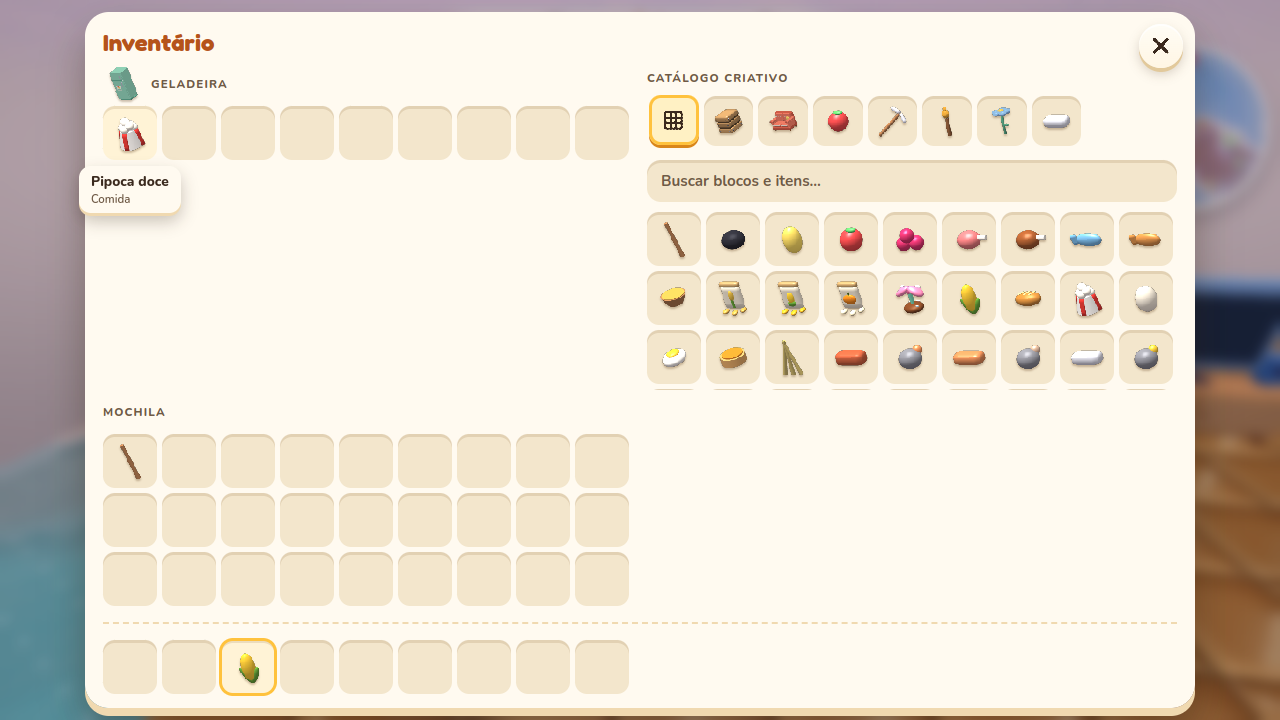 Inventário
GELADEIRA
CATÁLOGO CRIATIVO
Pipoca doce
Comida
Buscar blocos e itens...
MOCHILA